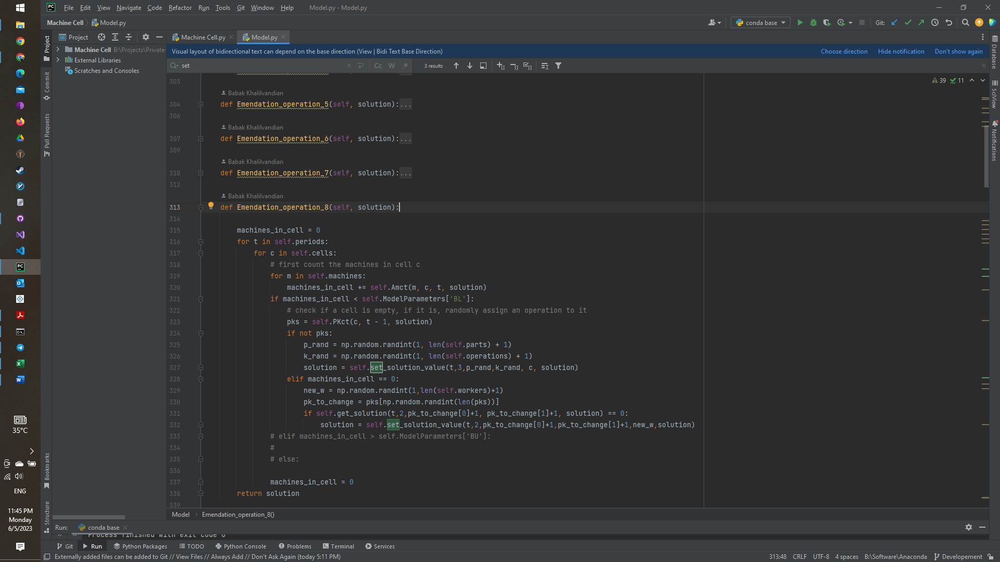 File Edit View Navigate Code Refactor Run Tools Git Window Help Model.py - Model.py
Machine Cell Model.py conda base Git:
Project Machine Cell.py Model.py
Machine Cell B:\Projects\Private-
External Libraries
Scratches and Consoles
Visual layout of bidirectional text can depend on the base direction (View | Bidi Text Base Direction) Choose direction Hide notification Don't show again
set Cc W .* 3 results
39 11
303
Babak Khalilvandian
304 def Emendation_operation_5(self, solution):...
306
Babak Khalilvandian
307 def Emendation_operation_6(self, solution):...
309
Babak Khalilvandian
310 def Emendation_operation_7(self, solution):...
312
Babak Khalilvandian
313 def Emendation_operation_8(self, solution):
314
315 machines_in_cell = 0
316 for t in self.periods:
317 for c in self.cells:
318 # first count the machines in cell c
319 for m in self.machines:
320 machines_in_cell += self.Amct(m, c, t, solution)
321 if machines_in_cell < self.ModelParameters['BL']:
322 # check if a cell is empty, if it is, randomly assign an operation to it
323 pks = self.PKct(c, t - 1, solution)
324 if not pks:
325 p_rand = np.random.randint(1, len(self.parts) + 1)
326 k_rand = np.random.randint(1, len(self.operations) + 1)
327 solution = self.set_solution_value(t,3,p_rand,k_rand, c, solution)
328 elif machines_in_cell == 0:
329 new_w = np.random.randint(1,len(self.workers)+1)
330 pk_to_change = pks[np.random.randint(len(pks))]
331 if self.get_solution(t,2,pk_to_change[0]+1, pk_to_change[1]+1, solution) == 0:
332 solution = self.set_solution_value(t,2,pk_to_change[0]+1,pk_to_change[1]+1,new_w,solution)
333 # elif machines_in_cell > self.ModelParameters['BU']:
334 #
335 # else:
336
337 machines_in_cell = 0
338 return solution
339
Model Emendation_operation_8()
Run: conda base
Process finished with exit code 0
Git Run Python Packages TODO Python Console Problems Terminal Services
Externally added files can be added to Git // View Files // Always Add // Don't Ask Again (today 5:11 PM) 313:48 CRLF UTF-8 4 spaces B:\Software\Anaconda Developement
Project
Commit
Pull Requests
Bookmarks
Structure
Database
SciView
Notifications
35°C
ENG
11:45 PM
Monday
6/5/2023